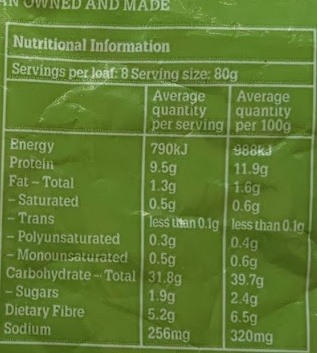 AN OWNED AND MADE
Nutritional Information
Servings per loaf: 8 Serving size: 80g
Average quantity per serving Average quantity per 100g
Energy 790kJ 988kJ
Protein 9.5g 11.9g
Fat – Total 1.3g 1.6g
– Saturated 0.5g 0.6g
– Trans less than 0.1g less than 0.1g
– Polyunsaturated 0.3g 0.4g
– Monounsaturated 0.5g 0.6g
Carbohydrate – Total 31.8g 39.7g
– Sugars 1.9g 2.4g
Dietary Fibre 5.2g 6.5g
Sodium 256mg 320mg